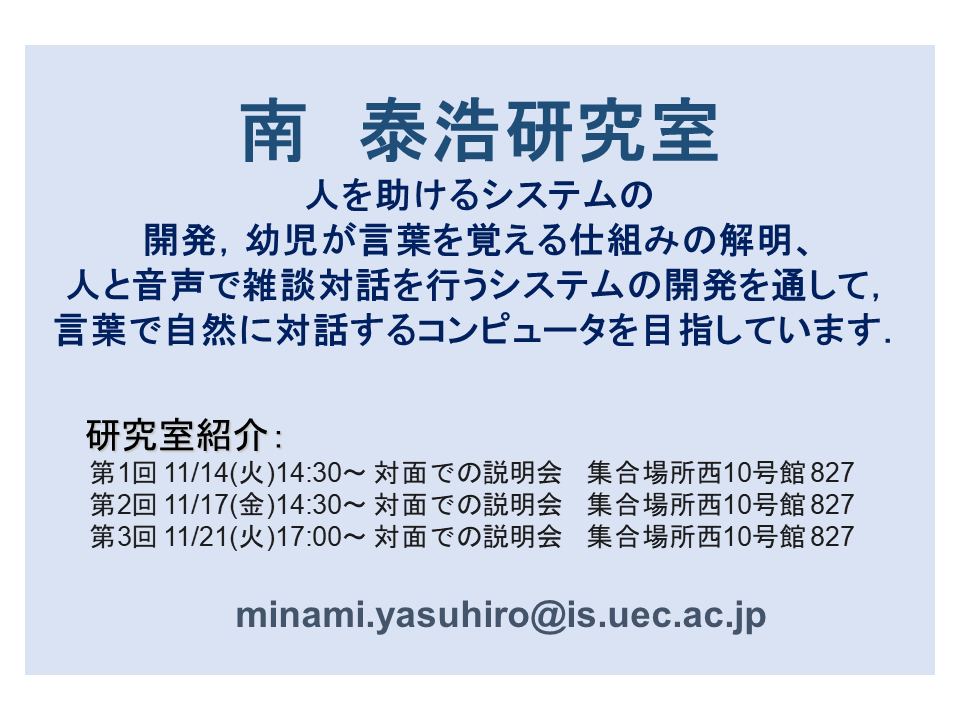 南　泰浩研究室
人を助けるシステムの
開発，幼児が言葉を覚える仕組みの解明、
人と音声で雑談対話を行うシステムの開発を通して，
言葉で自然に対話するコンピュータを目指しています．
研究室紹介：
第1回 11/14(火)14:30～ 対面での説明会　集合場所西10号館 827
第2回 11/17(金)14:30～ 対面での説明会　集合場所西10号館 827
第3回 11/21(火)17:00～ 対面での説明会　集合場所西10号館 827
minami.yasuhiro@is.uec.ac.jp